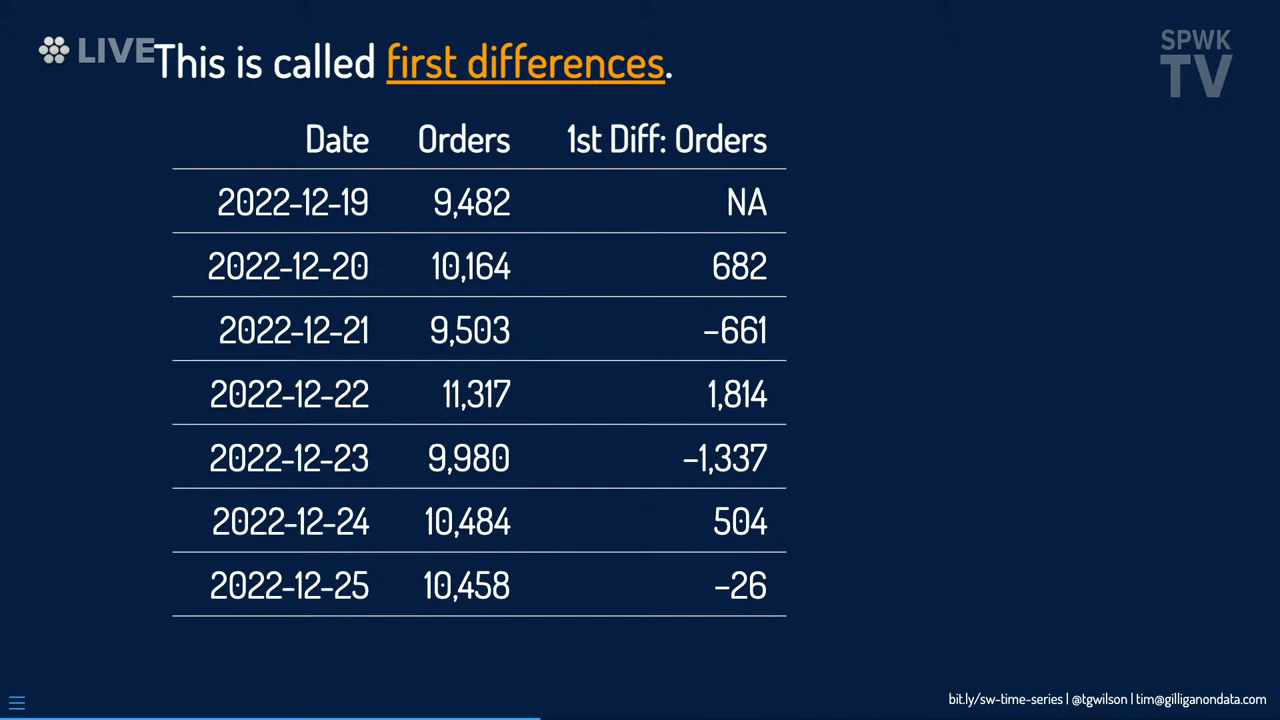 LIVE
SPWK
TV
This is called first differences.
Date Orders 1st Diff: Orders
2022-12-19 9,482 NA
2022-12-20 10,164 682
2022-12-21 9,503 -661
2022-12-22 11,317 1,814
2022-12-23 9,980 -1,337
2022-12-24 10,484 504
2022-12-25 10,458 -26
bit.ly/sw-time-series | @tgwilson | tim@gilliganondata.com